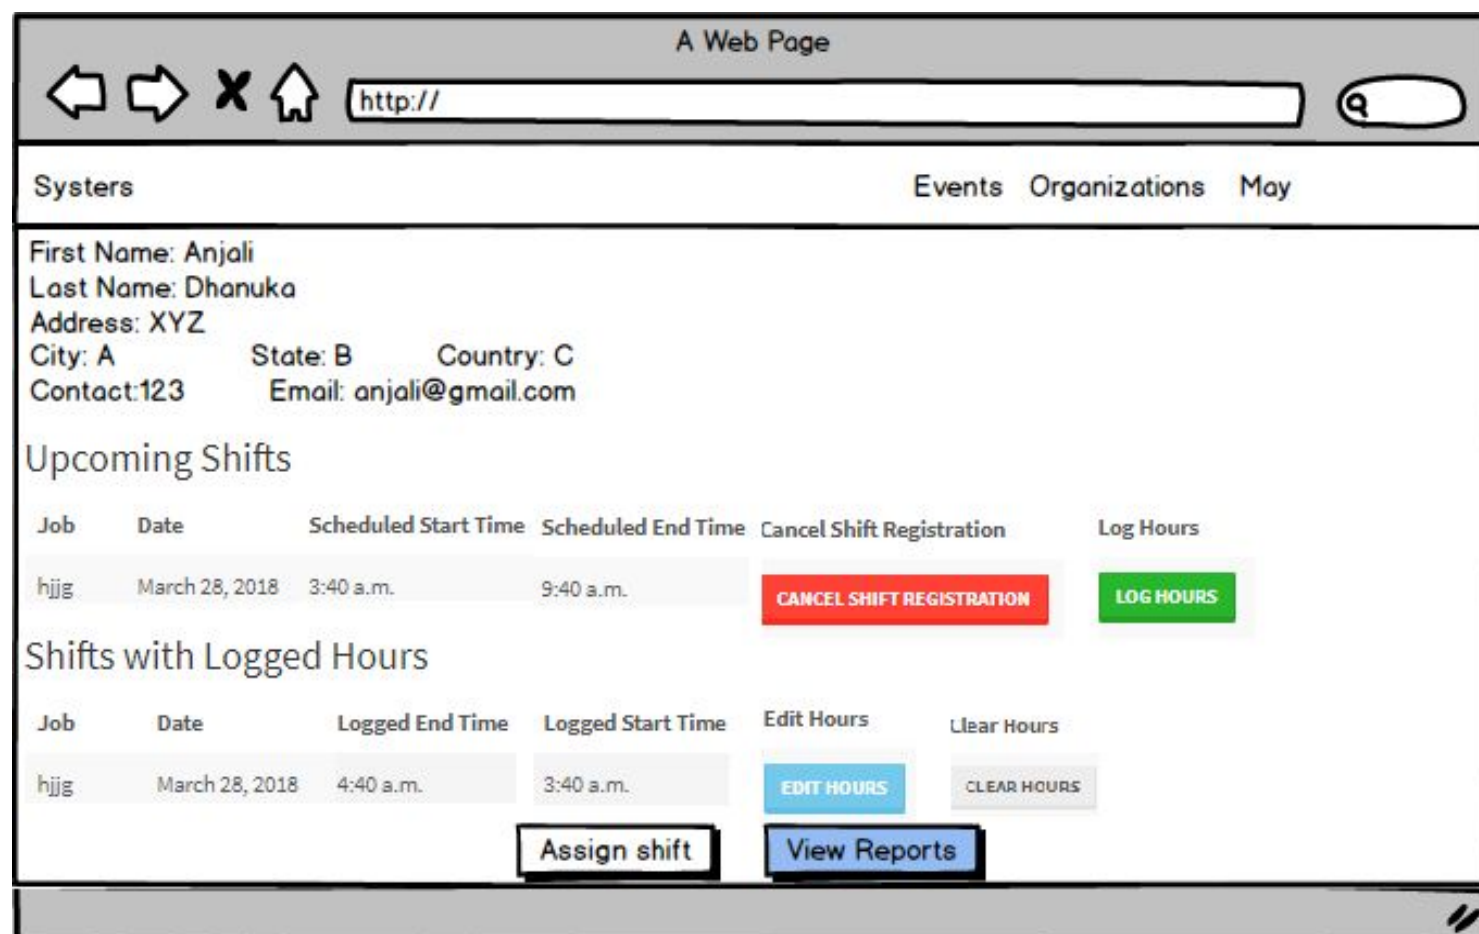 A Web Page
http://
Systers Events Organizations May
First Name: Anjali
Last Name: Dhanuka
Address: XYZ
City: A State: B Country: C
Contact:123 Email: anjali@gmail.com
Upcoming Shifts
Job Date Scheduled Start Time Scheduled End Time Cancel Shift Registration Log Hours
hjjg March 28, 2018 3:40 a.m. 9:40 a.m. CANCEL SHIFT REGISTRATION LOG HOURS
Shifts with Logged Hours
Job Date Logged End Time Logged Start Time Edit Hours Clear Hours
hjjg March 28, 2018 4:40 a.m. 3:40 a.m. EDIT HOURS CLEAR HOURS
Assign shift View Reports